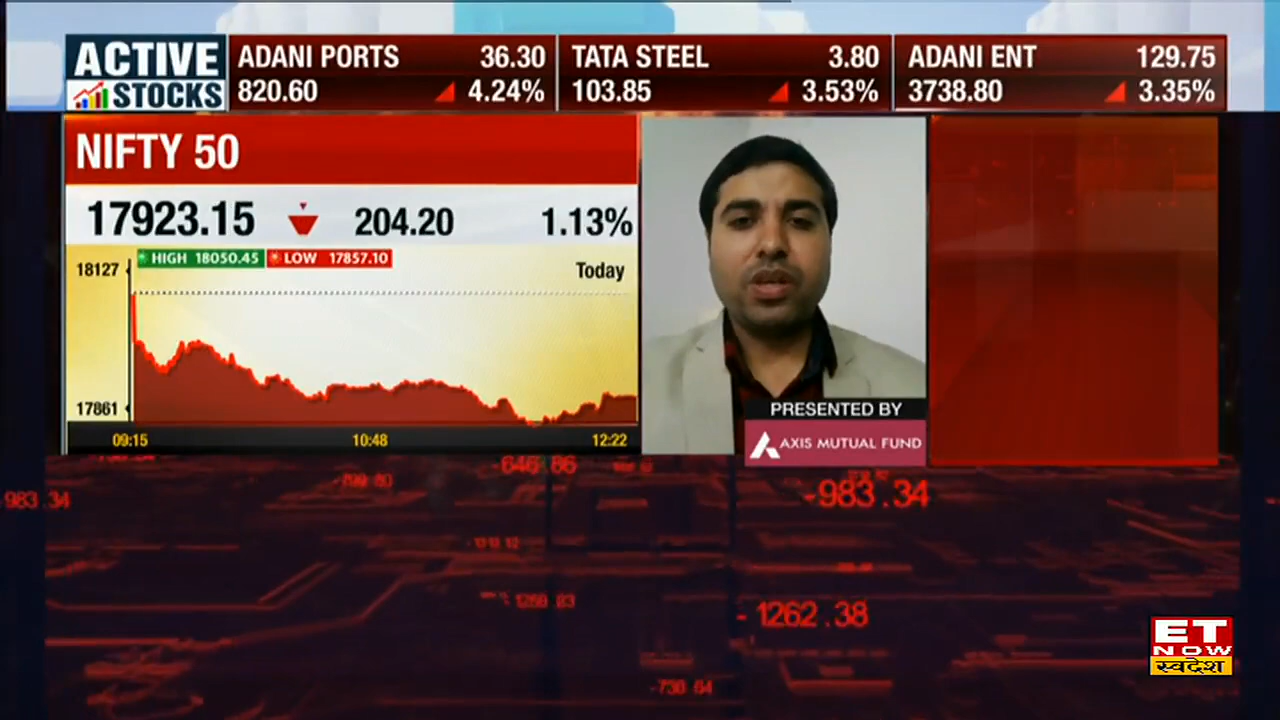 ACTIVE STOCKS
ADANI PORTS 36.30
820.60 4.24%
TATA STEEL 3.80
103.85 3.53%
ADANI ENT 129.75
3738.80 3.35%
NIFTY 50
17923.15 204.20 1.13%
HIGH 18050.45 LOW 17857.10
Today
18127
17861
09:15 10:48 12:22
PRESENTED BY
AXIS MUTUAL FUND
-646.86
983.34
-983.34
- 1262.38
ET
NOW
स्वदेश